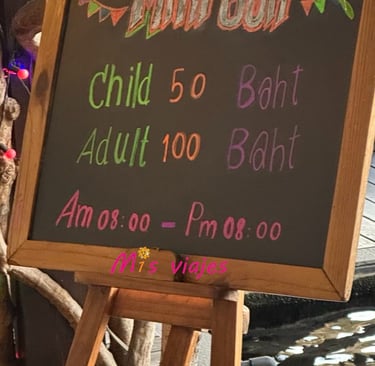 Child 50 Baht
Adult 100 Baht
Am 08:00 - Pm 08:00
Mis viajes